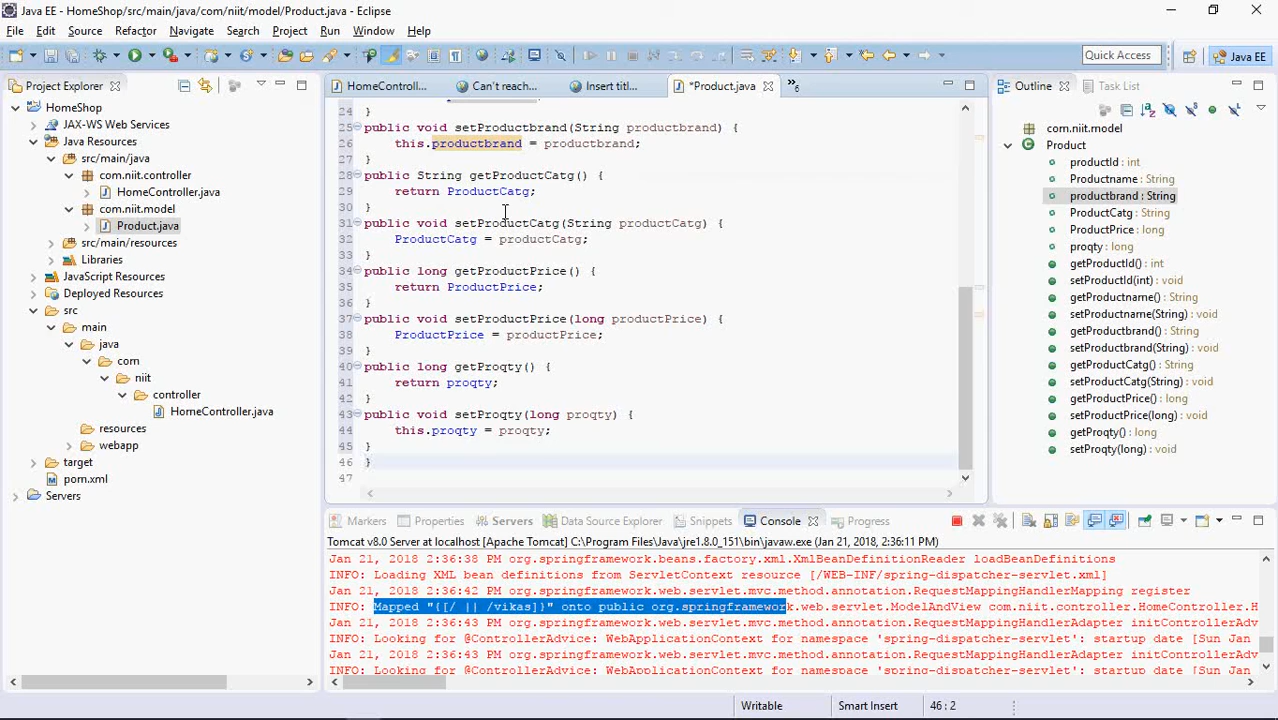 Java EE - HomeShop/src/main/java/com/niit/model/Product.java - Eclipse
File Edit Source Refactor Navigate Search Project Run Window Help
Quick Access
Java EE
Project Explorer
HomeShop
JAX-WS Web Services
Java Resources
src/main/java
com.niit.controller
HomeController.java
com.niit.model
Product.java
src/main/resources
Libraries
JavaScript Resources
Deployed Resources
src
main
java
com
niit
controller
HomeController.java
resources
webapp
target
pom.xml
Servers
HomeControll... Can't reach... Insert titl... *Product.java »6
24 }
25 public void setProductbrand(String productbrand) {
26 this.productbrand = productbrand;
27 }
28 public String getProductCatg() {
29 return ProductCatg;
30 }
31 public void setProductCatg(String productCatg) {
32 ProductCatg = productCatg;
33 }
34 public long getProductPrice() {
35 return ProductPrice;
36 }
37 public void setProductPrice(long productPrice) {
38 ProductPrice = productPrice;
39 }
40 public long getProqty() {
41 return proqty;
42 }
43 public void setProqty(long proqty) {
44 this.proqty = proqty;
45 }
46 }
47
Outline Task List
com.niit.model
Product
productId : int
Productname : String
productbrand : String
ProductCatg : String
ProductPrice : long
proqty : long
getProductId() : int
setProductId(int) : void
getProductname() : String
setProductname(String) : void
getProductbrand() : String
setProductbrand(String) : void
getProductCatg() : String
setProductCatg(String) : void
getProductPrice() : long
setProductPrice(long) : void
getProqty() : long
setProqty(long) : void
Markers Properties Servers Data Source Explorer Snippets Console Progress
Tomcat v8.0 Server at localhost [Apache Tomcat] C:\Program Files\Java\jre1.8.0_151\bin\javaw.exe (Jan 21, 2018, 2:36:11 PM)
Jan 21, 2018 2:36:38 PM org.springframework.beans.factory.xml.XmlBeanDefinitionReader loadBeanDefinitions
INFO: Loading XML bean definitions from ServletContext resource [/WEB-INF/spring-dispatcher-servlet.xml]
Jan 21, 2018 2:36:42 PM org.springframework.web.servlet.mvc.method.annotation.RequestMappingHandlerMapping register
INFO: Mapped "{[/ || /vikas]}" onto public org.springframework.web.servlet.ModelAndView com.niit.controller.HomeController.H
Jan 21, 2018 2:36:43 PM org.springframework.web.servlet.mvc.method.annotation.RequestMappingHandlerAdapter initControllerAdv
INFO: Looking for @ControllerAdvice: WebApplicationContext for namespace 'spring-dispatcher-servlet': startup date [Sun Jan
Jan 21, 2018 2:36:43 PM org.springframework.web.servlet.mvc.method.annotation.RequestMappingHandlerAdapter initControllerAdv
INFO: Looking for @ControllerAdvice: WebApplicationContext for namespace 'spring-dispatcher-servlet': startup date [Sun Jan
Writable Smart Insert 46 : 2